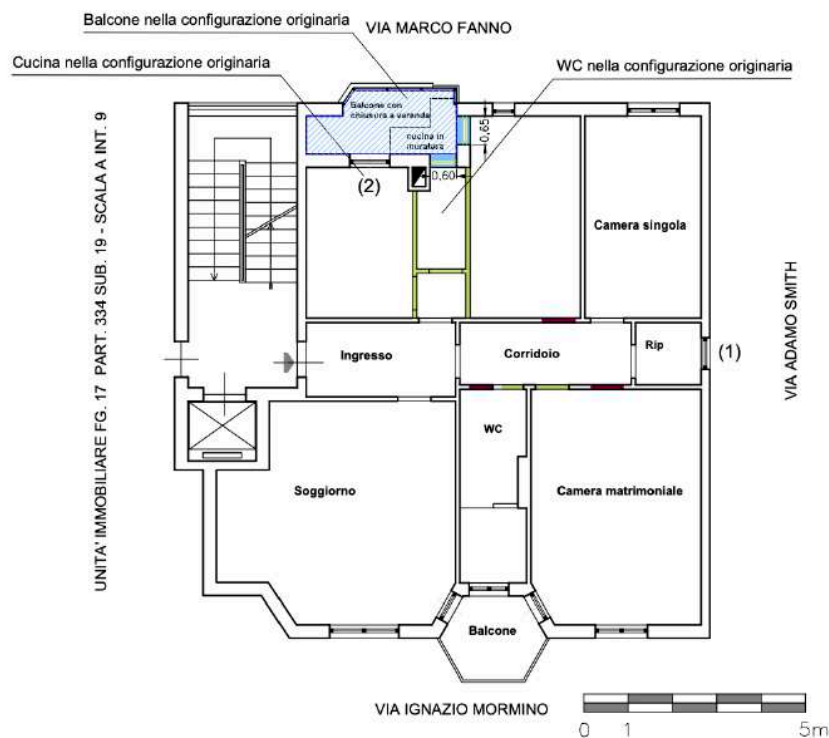 Balcone nella configurazione originaria
VIA MARCO FANNO
Cucina nella configurazione originaria
WC nella configurazione originaria
Balcone con
chiusura a veranda
cucina in
muratura
0,65
0,60
(2)
Camera singola
UNITA' IMMOBILIARE FG. 17 PART. 334 SUB. 19 - SCALA A INT. 9
VIA ADAMO SMITH
Ingresso
Corridoio
Rip
(1)
WC
Soggiorno
Camera matrimoniale
Balcone
VIA IGNAZIO MORMINO
0 1 5m